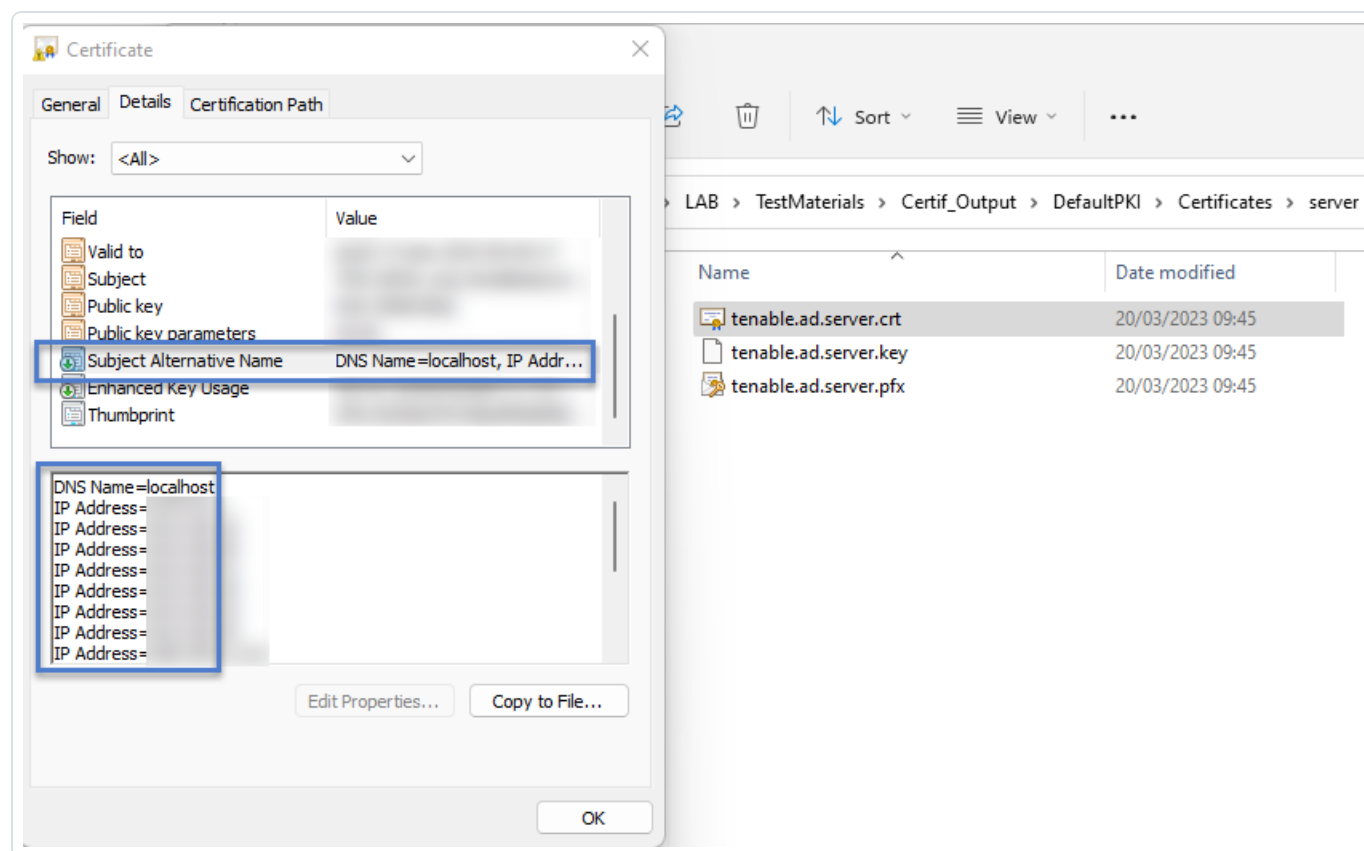 Certificate
General Details Certification Path
Show: <All>
Field Value
Valid to
Subject
Public key
Public key parameters
Subject Alternative Name DNS Name=localhost, IP Addr...
Enhanced Key Usage
Thumbprint
DNS Name=localhost
IP Address=
IP Address=
IP Address=
IP Address=
IP Address=
IP Address=
IP Address=
IP Address=
Edit Properties... Copy to File...
OK
Sort View ...
LAB > TestMaterials > Certif_Output > DefaultPKI > Certificates > server
Name Date modified
tenable.ad.server.crt 20/03/2023 09:45
tenable.ad.server.key 20/03/2023 09:45
tenable.ad.server.pfx 20/03/2023 09:45